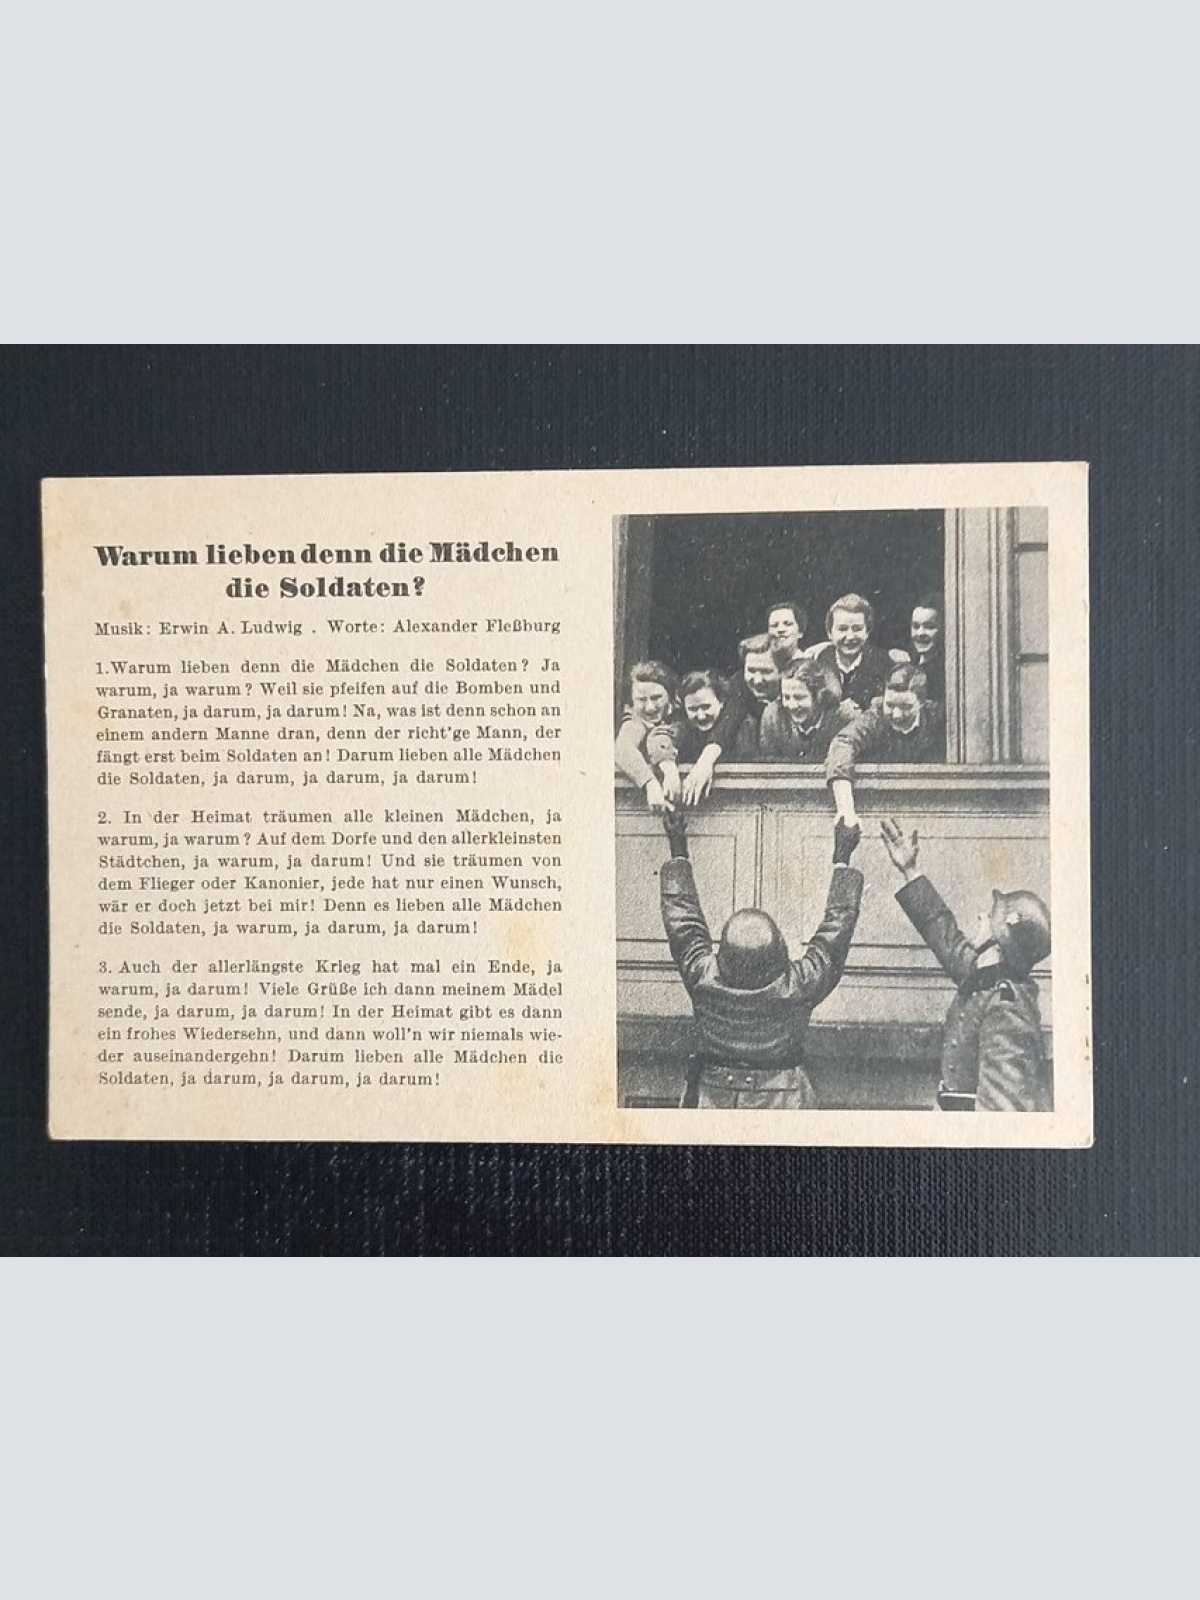 Warum lieben denn die Mädchen
die Soldaten?
Musik: Erwin A. Ludwig . Worte: Alexander Fleßburg
1. Warum lieben denn die Mädchen die Soldaten? Ja
warum, ja warum? Weil sie pfeifen auf die Bomben und
Granaten, ja darum, ja darum! Na, was ist denn schon an
einem andern Manne dran, denn der richt'ge Mann, der
fängt erst beim Soldaten an! Darum lieben alle Mädchen
die Soldaten, ja darum, ja darum, ja darum!
2. In der Heimat träumen alle kleinen Mädchen, ja
warum, ja warum? Auf dem Dorfe und den allerkleinsten
Städtchen, ja warum, ja darum! Und sie träumen von
dem Flieger oder Kanonier, jede hat nur einen Wunsch,
wär er doch jetzt bei mir! Denn es lieben alle Mädchen
die Soldaten, ja warum, ja darum, ja darum!
3. Auch der allerlängste Krieg hat mal ein Ende, ja
warum, ja darum! Viele Grüße ich dann meinem Mädel
sende, ja darum, ja darum! In der Heimat gibt es dann
ein frohes Wiedersehn, und dann woll'n wir niemals wie-
der auseinandergehn! Darum lieben alle Mädchen die
Soldaten, ja darum, ja darum, ja darum!